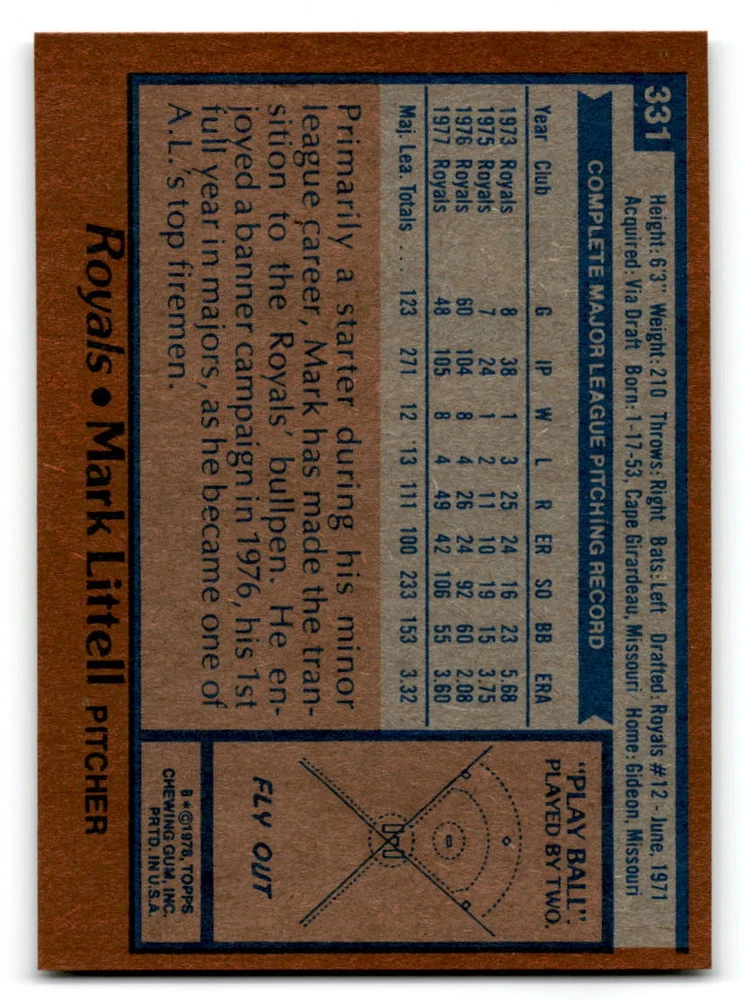 331
Height: 6'3" Weight: 210 Throws: Right Bats: Left Drafted: Royals #12 - June, 1971
Acquired: Via Draft Born: 1-17-53, Cape Girardeau, Missouri Home: Gideon, Missouri
COMPLETE MAJOR LEAGUE PITCHING RECORD
Year Club G IP W L R ER SO BB ERA
1973 Royals 8 38 1 3 25 24 16 23 5.68
1975 Royals 7 24 1 2 11 10 19 15 3.75
1976 Royals 60 104 8 4 26 24 92 60 2.08
1977 Royals 48 105 8 4 49 42 106 55 3.60
Maj. Lea. Totals .... 123 271 12 13 111 100 233 153 3.32
Primarily a starter during his minor
league career, Mark has made the tran-
sition to the Royals' bullpen. He en-
joyed a banner campaign in 1976, his 1st
full year in majors, as he became one of
A.L.'s top firemen.
"PLAY BALL":
PLAYED BY TWO.
FLY OUT
B*©1978, TOPPS
CHEWING GUM, INC.
PRTD. IN U.S.A.
Royals • Mark Littell PITCHER